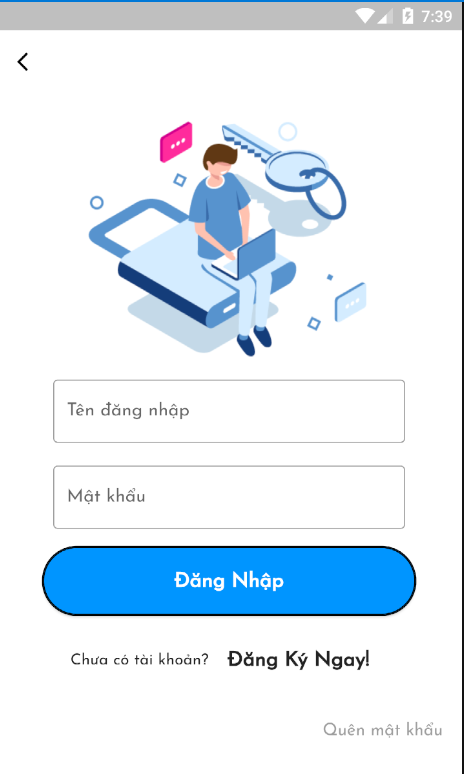 7:39
Tên đăng nhập
Mật khẩu
Đăng Nhập
Chưa có tài khoản? Đăng Ký Ngay!
Quên mật khẩu